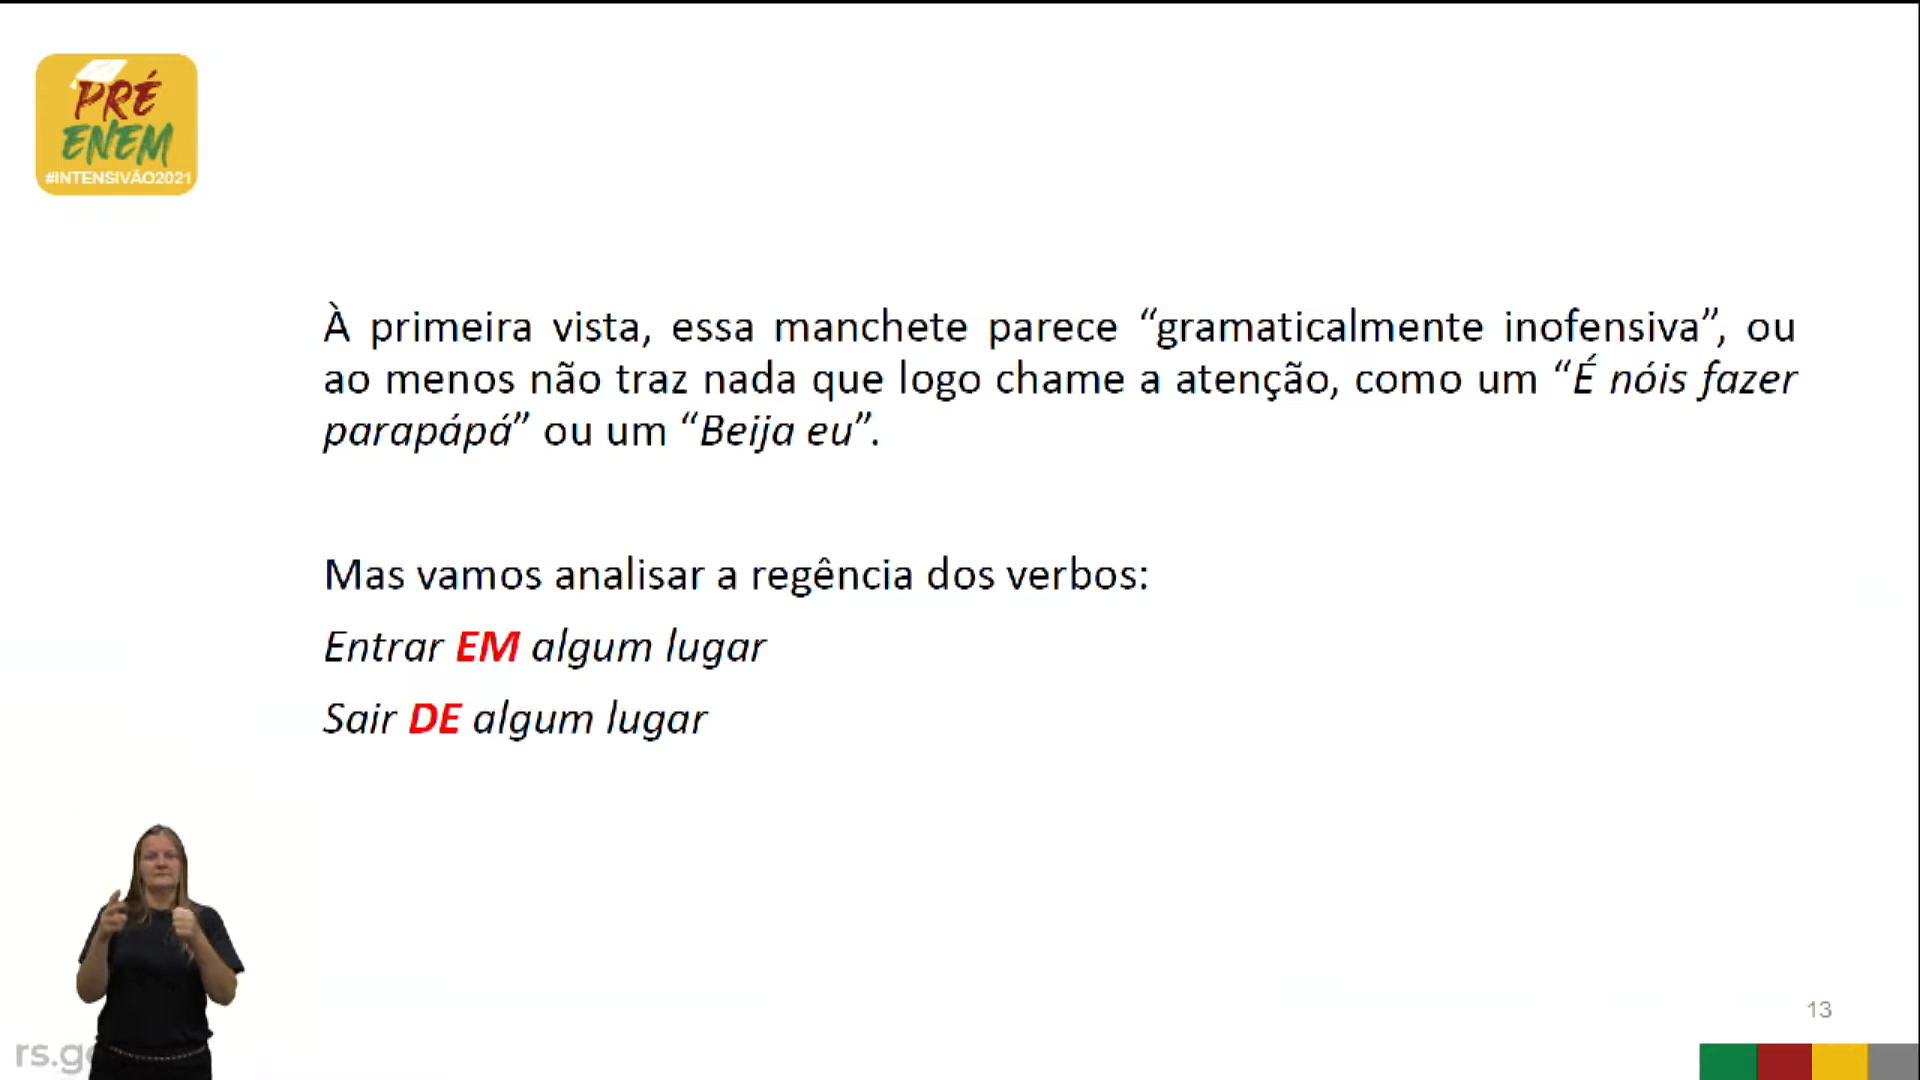 PRÉ
ENEM
#INTENSIVÃO2021
À primeira vista, essa manchete parece “gramaticalmente inofensiva”, ou
ao menos não traz nada que logo chame a atenção, como um “É nóis fazer
parapápá” ou um “Beija eu”.
Mas vamos analisar a regência dos verbos:
Entrar EM algum lugar
Sair DE algum lugar
13